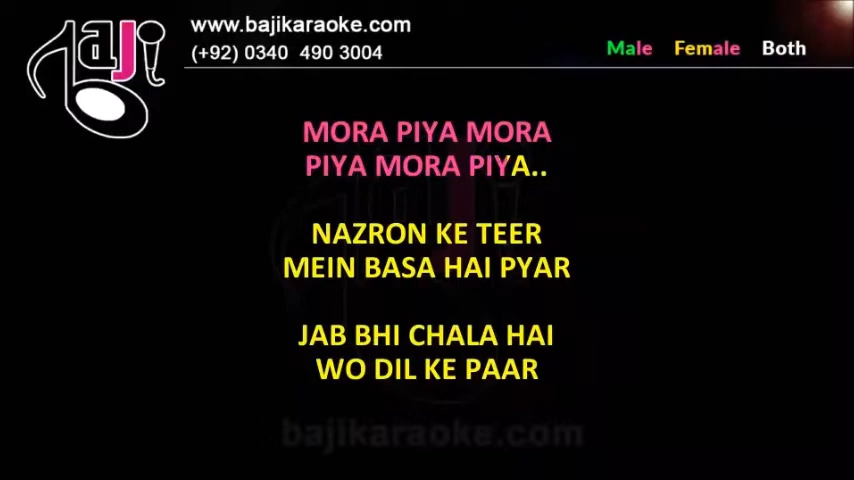 aji
www.bajikaraoke.com
(+92) 0340 490 3004
Male Female Both
MORA PIYA MORA
PIYA MORA PIYA..
NAZRON KE TEER
MEIN BASA HAI PYAR
JAB BHI CHALA HAI
WO DIL KE PAAR
bajikaraoke.com